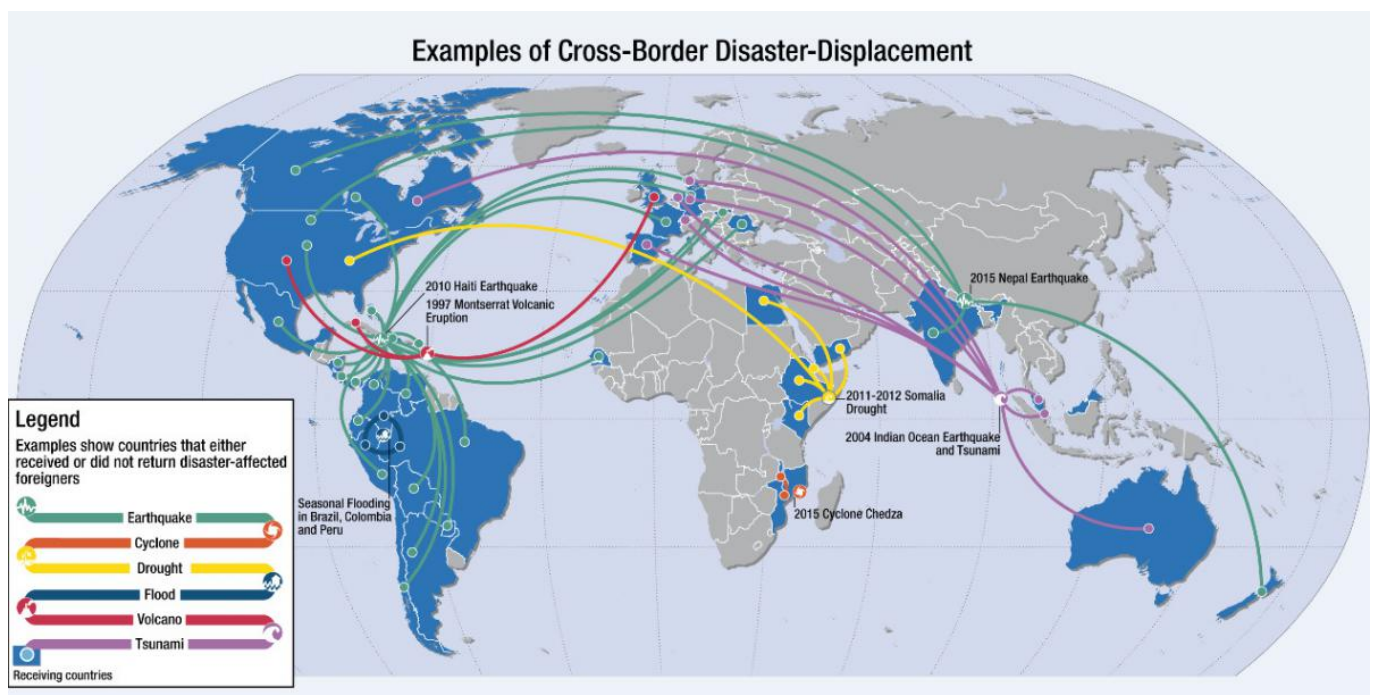 Examples of Cross-Border Disaster-Displacement
2015 Nepal Earthquake
2010 Haiti Earthquake
1997 Montserrat Volcanic
Eruption
2011-2012 Somalia
Drought
2004 Indian Ocean Earthquake
and Tsunami
Seasonal Flooding
in Brazil, Colombia
and Peru
2015 Cyclone Chedza
Legend
Examples show countries that either
received or did not return disaster-affected
foreigners
Earthquake
Cyclone
Drought
Flood
Volcano
Tsunami
Receiving countries